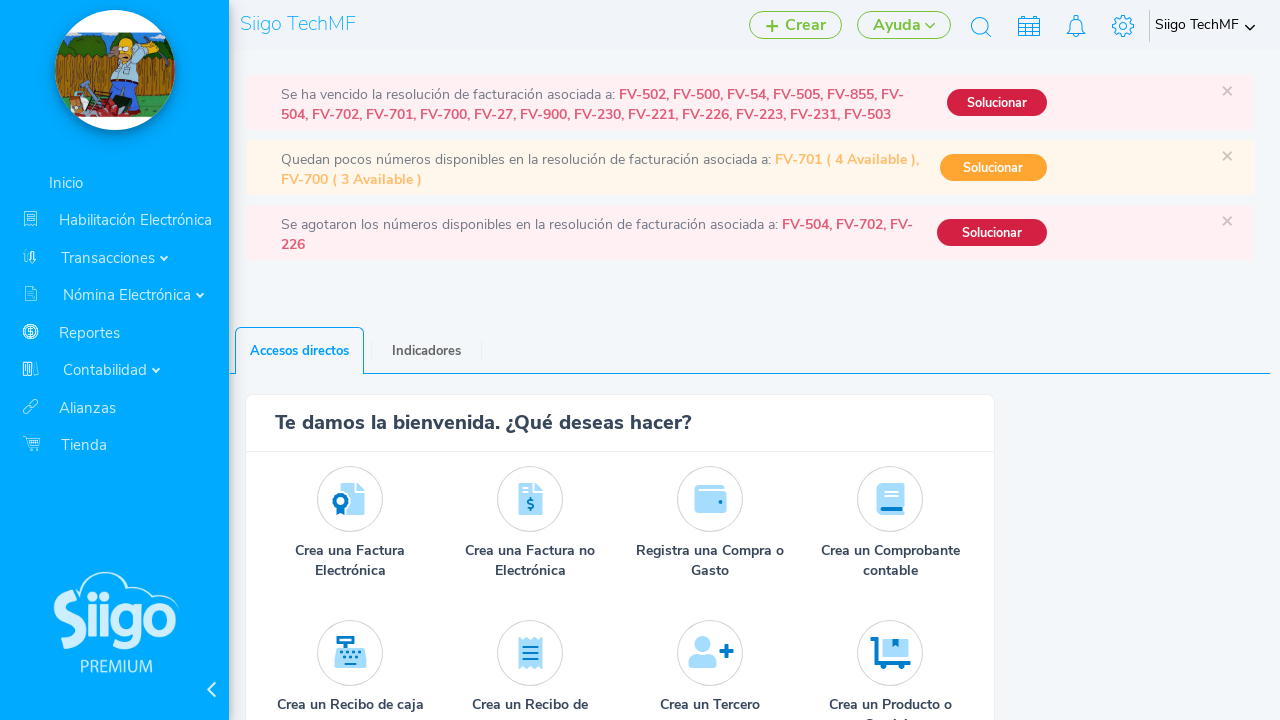 Siigo TechMF
Crear
Ayuda
Siigo TechMF
Inicio
Habilitación Electrónica
Transacciones
Nómina Electrónica
Reportes
Contabilidad
Alianzas
Tienda
Siigo
PREMIUM
Se ha vencido la resolución de facturación asociada a: FV-502, FV-500, FV-54, FV-505, FV-855, FV-
504, FV-702, FV-701, FV-700, FV-27, FV-900, FV-230, FV-221, FV-226, FV-223, FV-231, FV-503
Solucionar
×
Quedan pocos números disponibles en la resolución de facturación asociada a: FV-701 ( 4 Available ),
FV-700 ( 3 Available )
Solucionar
×
Se agotaron los números disponibles en la resolución de facturación asociada a: FV-504, FV-702, FV-
226
Solucionar
×
Accesos directos
Indicadores
Te damos la bienvenida. ¿Qué deseas hacer?
Crea una Factura
Electrónica
Crea una Factura no
Electrónica
Registra una Compra o
Gasto
Crea un Comprobante
contable
Crea un Recibo de caja
Crea un Recibo de
Crea un Tercero
Crea un Producto o